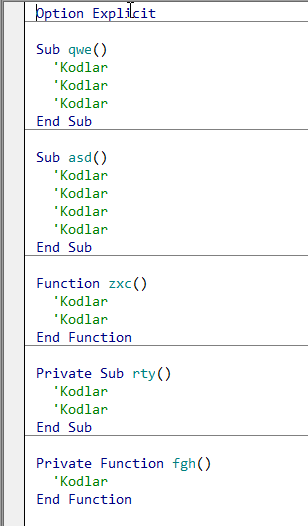 Option Explicit
Sub qwe()
'Kodlar
'Kodlar
'Kodlar
End Sub
Sub asd()
'Kodlar
'Kodlar
'Kodlar
'Kodlar
End Sub
Function zxc()
'Kodlar
'Kodlar
End Function
Private Sub rty()
'Kodlar
'Kodlar
End Sub
Private Function fgh()
'Kodlar
End Function